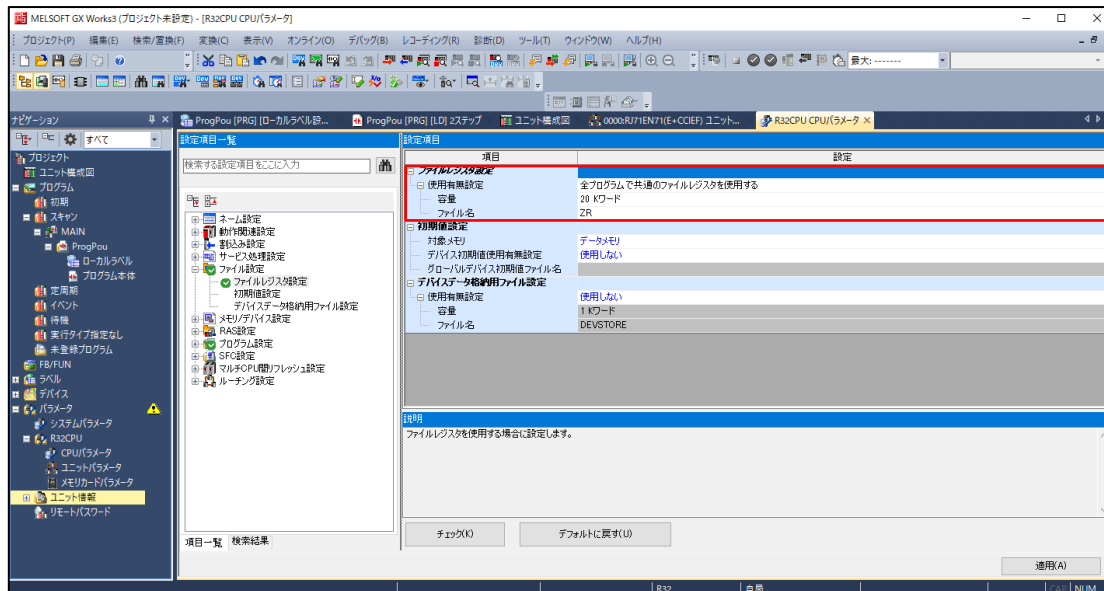 MELSOFT GX Works3 (プロジェクト未設定) - [R32CPU CPUパラメータ]
プロジェクト(P) 編集(E) 検索/置換(F) 変換(C) 表示(V) オンライン(O) デバッグ(B) レコーディング(R) 診断(D) ツール(T) ウィンドウ(W) ヘルプ(H)
最大: -------
ナビゲーション
ProgPou [PRG] [ローカルラベル設...
ProgPou [PRG] [LD] 2ステップ
ユニット構成図
0000:RJ71EN71(E+CCIEF) ユニット...
R32CPU CPUパラメータ
すべて
プロジェクト
ユニット構成図
プログラム
初期
スキャン
MAIN
ProgPou
ローカルラベル
プログラム本体
定周期
イベント
待機
実行タイプ指定なし
未登録プログラム
FB/FUN
ラベル
デバイス
パラメータ
システムパラメータ
R32CPU
CPUパラメータ
ユニットパラメータ
メモリカードパラメータ
ユニット情報
リモートパスワード
設定項目一覧
検索する設定項目をここに入力
ネーム設定
動作関連設定
割込み設定
サービス処理設定
ファイル設定
ファイルレジスタ設定
初期値設定
デバイスデータ格納用ファイル設定
メモリ/デバイス設定
RAS設定
プログラム設定
SFC設定
マルチCPU間リフレッシュ設定
ルーチング設定
項目一覧 検索結果
設定項目
項目 設定
ファイルレジスタ設定
使用有無設定 全プログラムで共通のファイルレジスタを使用する
容量 20 Kワード
ファイル名 ZR
初期値設定
対象メモリ データメモリ
デバイス初期値使用有無設定 使用しない
グローバルデバイス初期値ファイル名
デバイスデータ格納用ファイル設定
使用有無設定 使用しない
容量 1 Kワード
ファイル名 DEVSTORE
説明
ファイルレジスタを使用する場合に設定します。
チェック(K) デフォルトに戻す(U)
適用(A)
R32 自局 CAP NUM